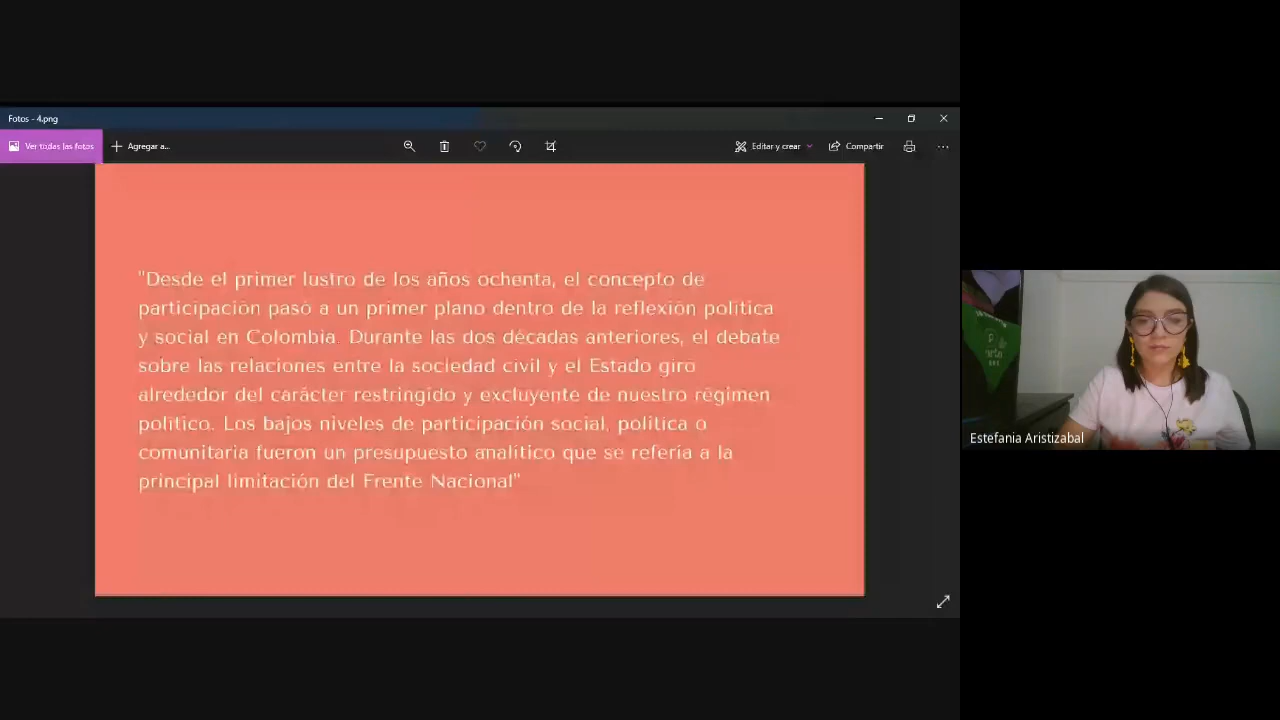 Fotos - 4.png
Ver todas las fotos
Agregar a...
Editar y crear
Compartir
"Desde el primer lustro de los años ochenta, el concepto de
participación pasó a un primer plano dentro de la reflexión política
y social en Colombia. Durante las dos décadas anteriores, el debate
sobre las relaciones entre la sociedad civil y el Estado giró
alrededor del carácter restringido y excluyente de nuestro régimen
político. Los bajos niveles de participación social, política o
comunitaria fueron un presupuesto analítico que se refería a la
principal limitación del Frente Nacional"
Estefania Aristizabal